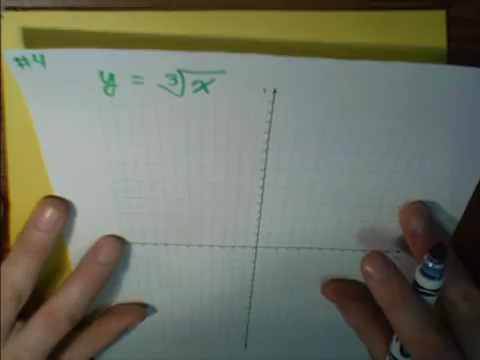 #4
y = ∛x